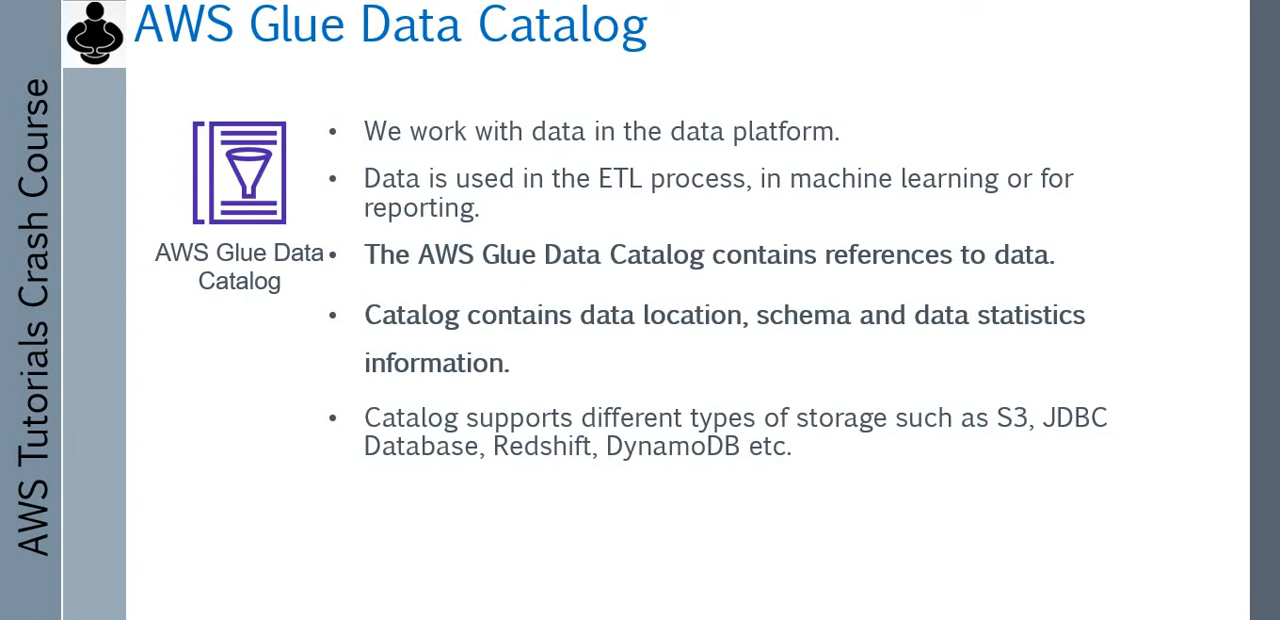 AWS Glue Data Catalog
AWS Tutorials Crash Course
AWS Glue Data
Catalog
• We work with data in the data platform.
• Data is used in the ETL process, in machine learning or for
reporting.
• The AWS Glue Data Catalog contains references to data.
• Catalog contains data location, schema and data statistics
information.
• Catalog supports different types of storage such as S3, JDBC
Database, Redshift, DynamoDB etc.